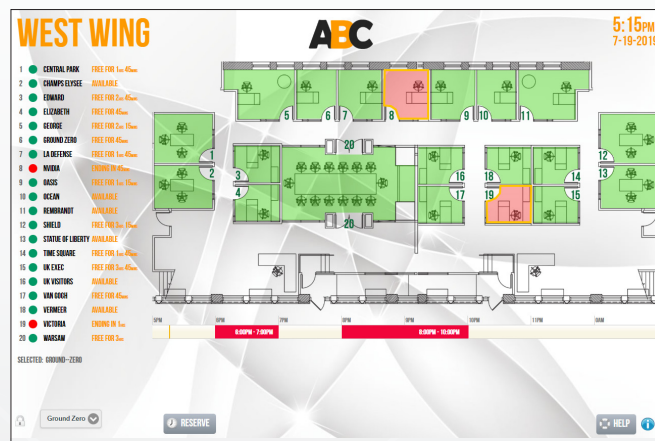 WEST WING
ABC
5:15PM
7-19-2019
1 CENTRAL PARK FREE FOR 1HR 45MIN
2 CHAMPS ELYSEE AVAILABLE
3 EDWARD FREE FOR 2HR 45MIN
4 ELIZABETH FREE FOR 45MIN
5 GEORGE FREE FOR 2HR 15MIN
6 GROUND ZERO FREE FOR 45MIN
7 LA DEFENSE FREE FOR 1HR 45MIN
8 NVIDIA ENDING IN 45MIN
9 OASIS FREE FOR 1HR 15MIN
10 OCEAN AVAILABLE
11 REMBRANDT AVAILABLE
12 SHIELD FREE FOR 15MIN
13 STATUE OF LIBERTY AVAILABLE
14 TIME SQUARE FREE FOR 1HR 45MIN
15 UK EXEC FREE FOR 3HR 45MIN
16 UK VISITORS AVAILABLE
17 VAN GOGH FREE FOR 45MIN
18 VERMEER AVAILABLE
19 VICTORIA ENDING IN 1HR
20 WARSAW FREE FOR 3HR
SELECTED: GROUND-ZERO
5 6 7 8 9 10 11
1 2 3 4 20 16 18 14 12
17 19 15 13
20
5PM 6PM 7PM 8PM 9PM 10PM 11PM 0AM
6:00PM - 7:00PM 8:00PM - 10:00PM
Ground Zero
RESERVE
HELP
i